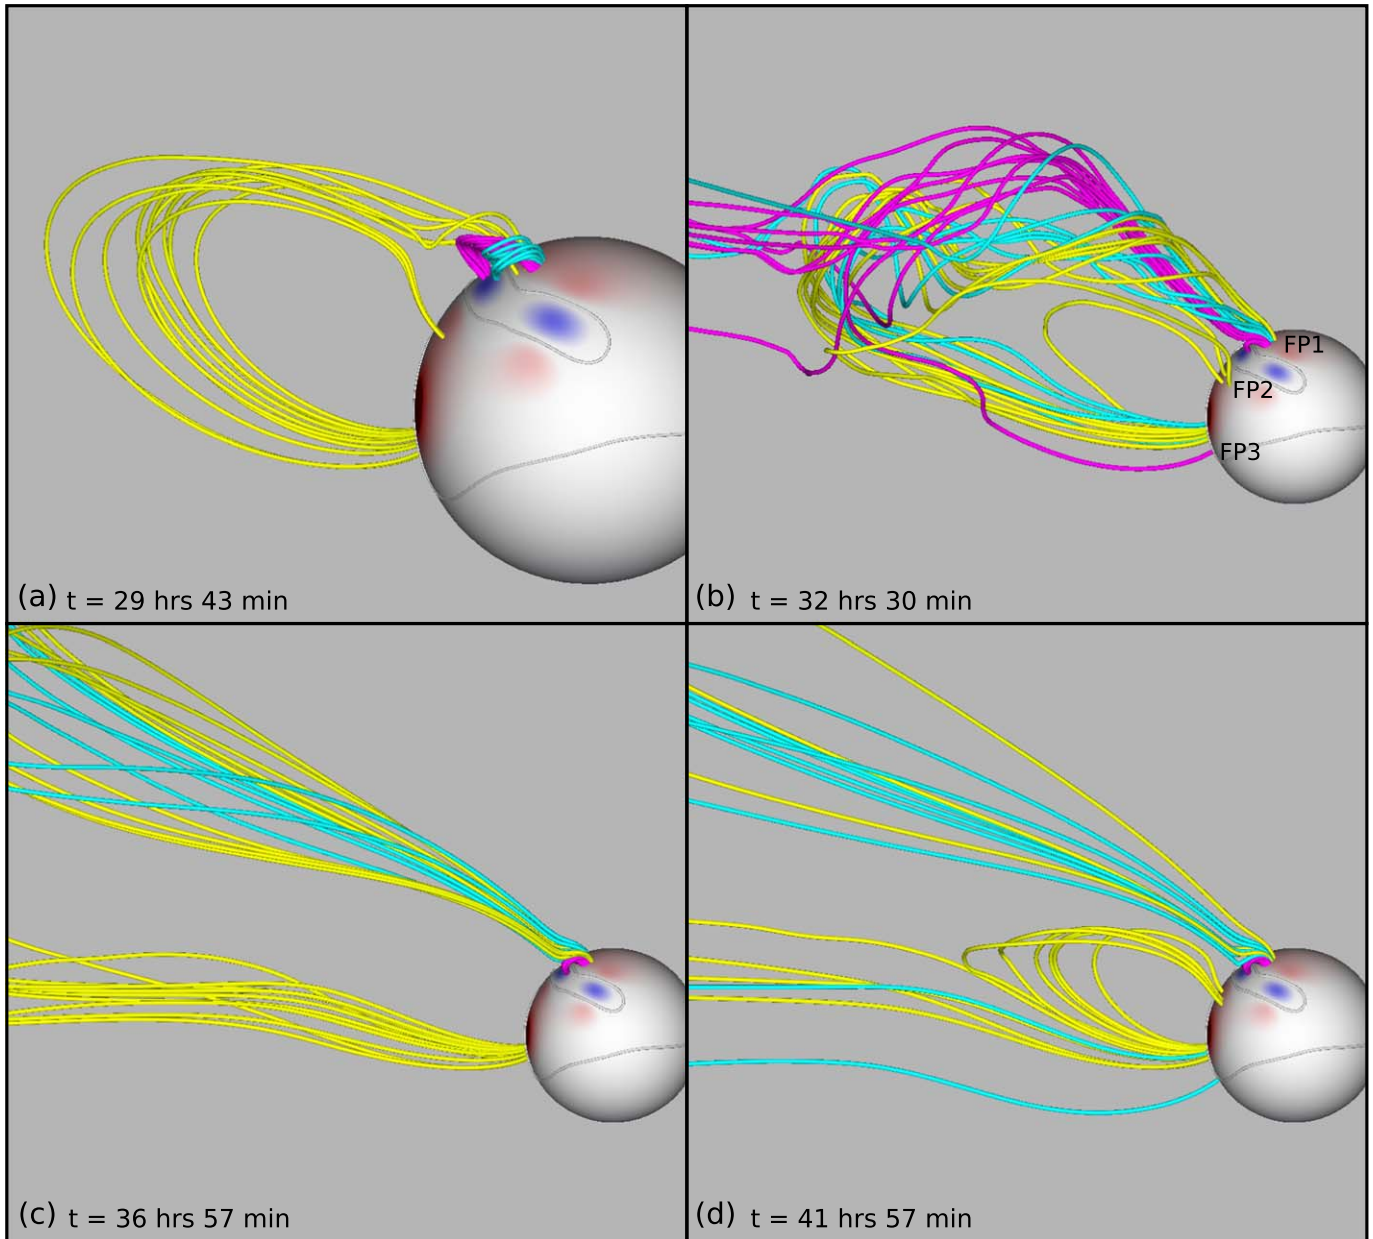 (a) t = 29 hrs 43 min
FP1
FP2
FP3
(b) t = 32 hrs 30 min
(c) t = 36 hrs 57 min
(d) t = 41 hrs 57 min